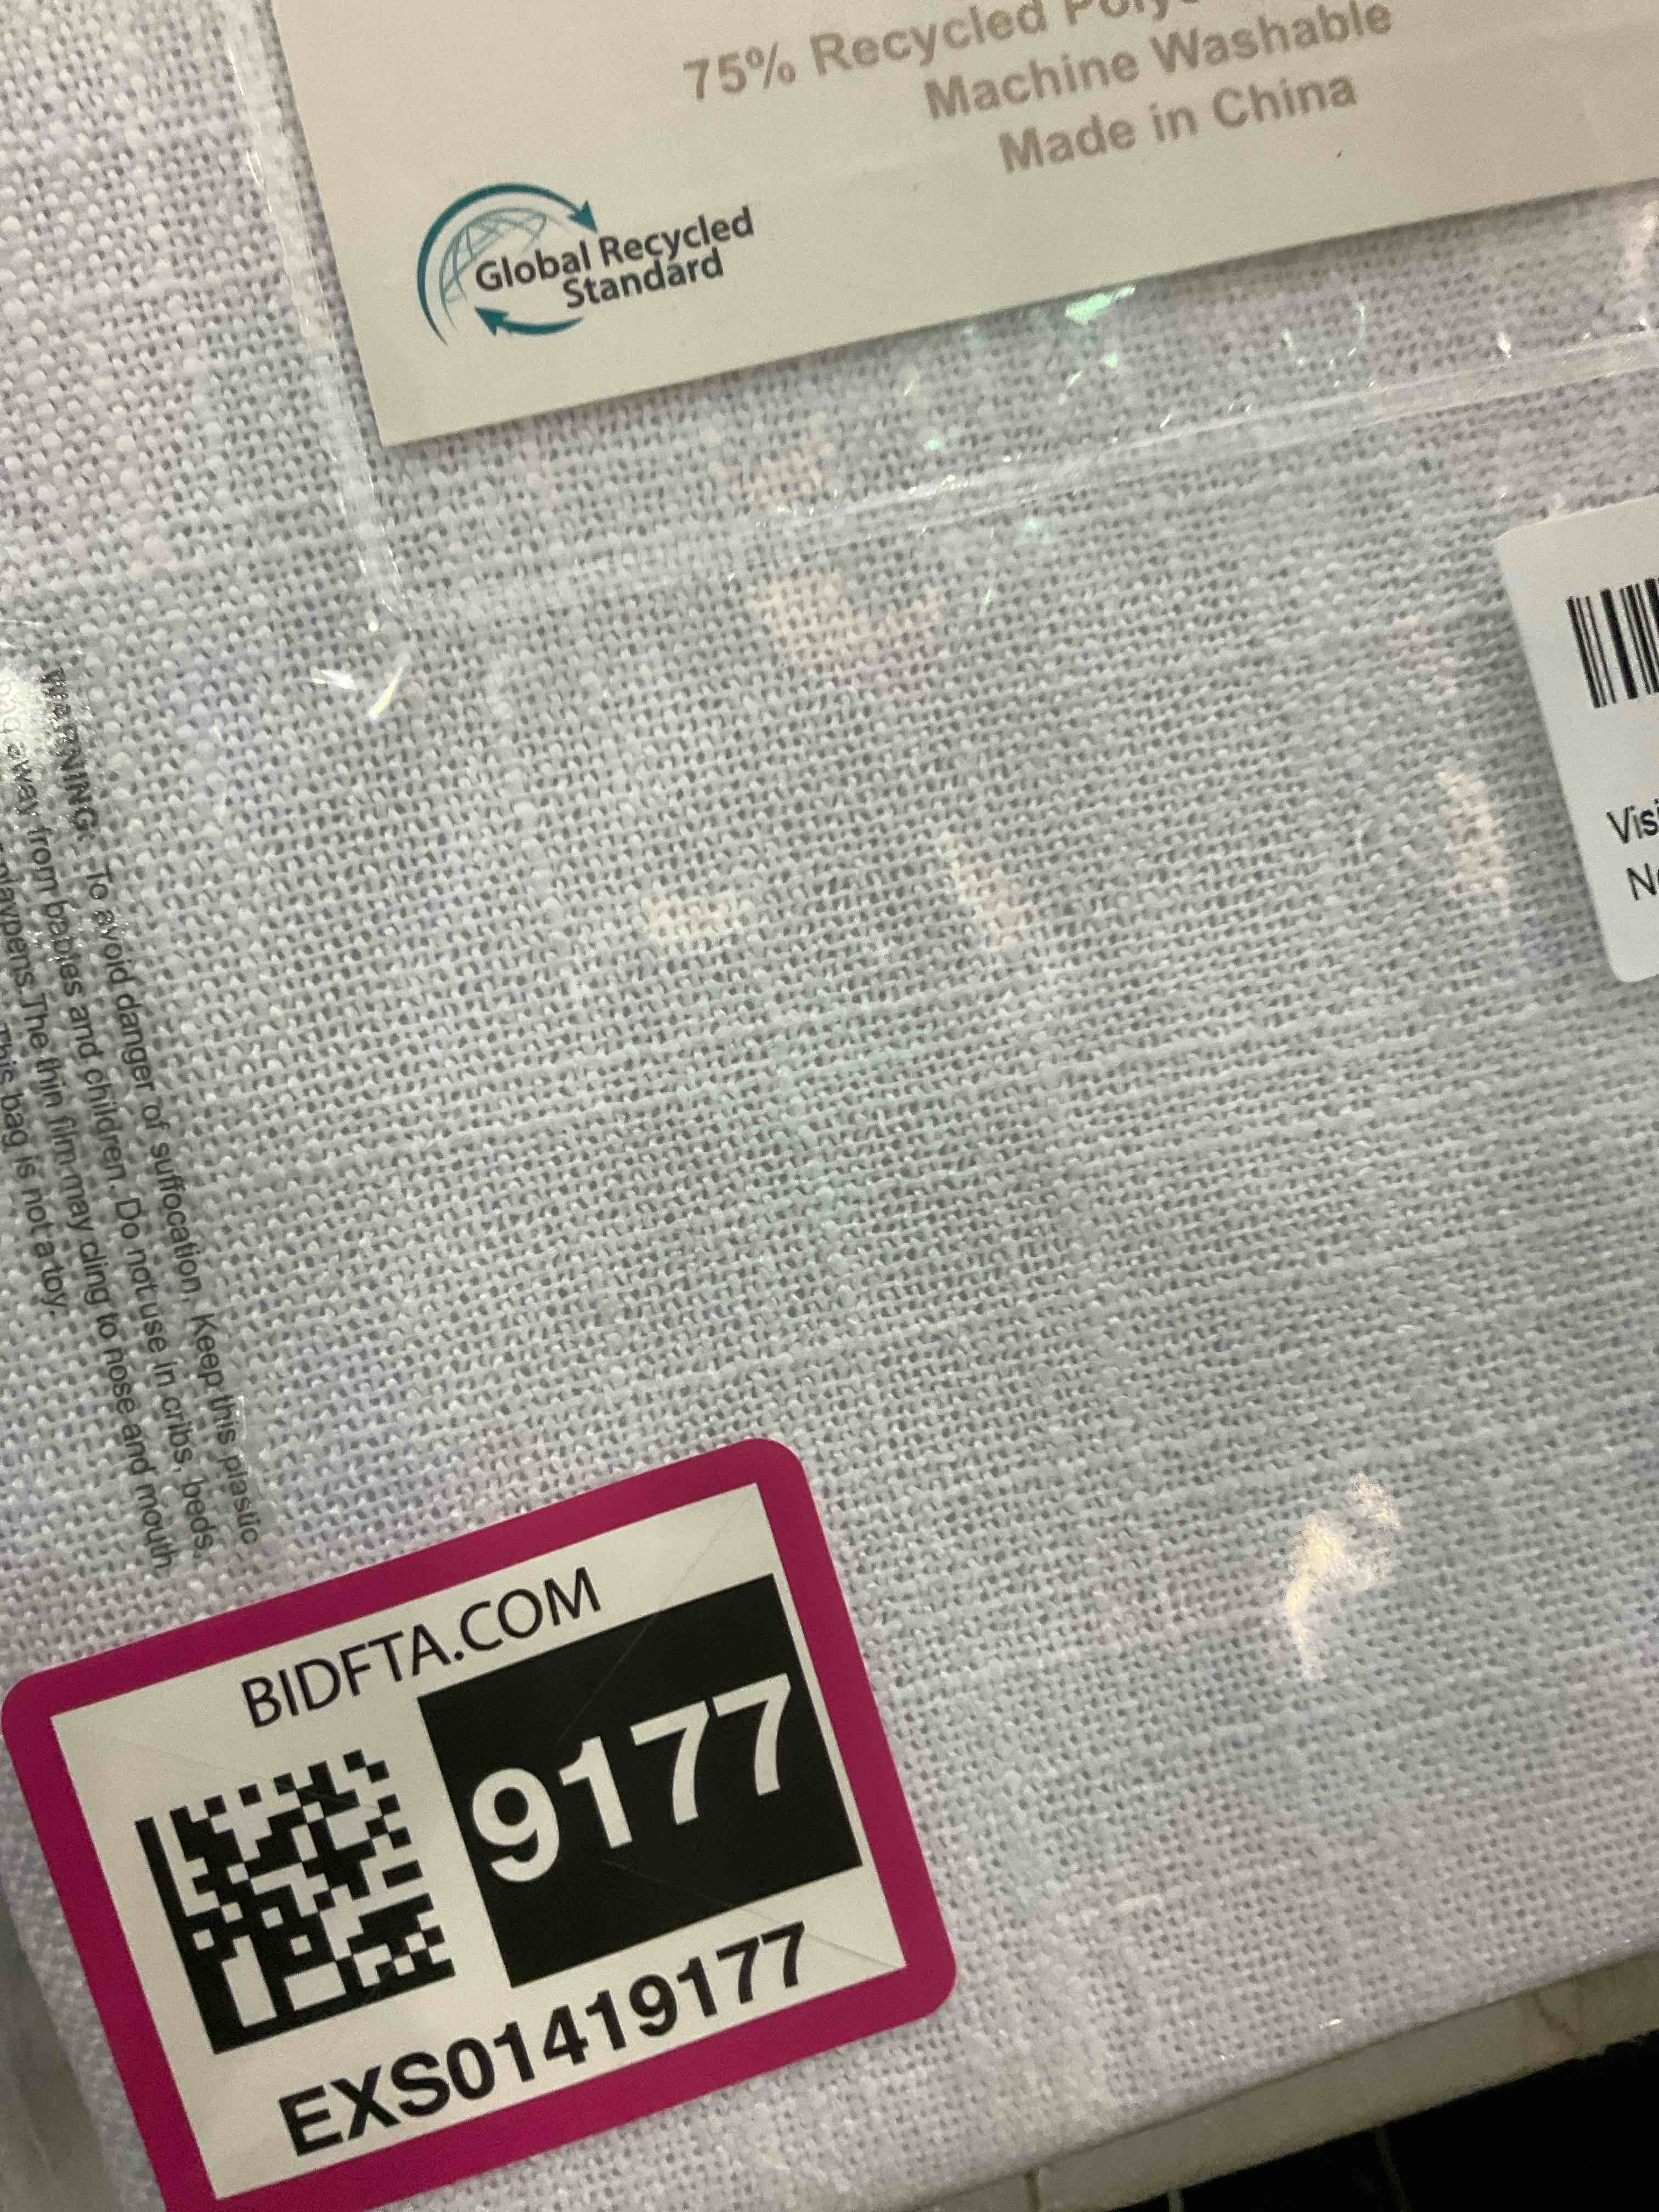 75% Recycled
Machine Washable
Made in China
Global Recycled
Standard
WARNING: To avoid danger of suffocation. Keep this plastic
away from babies and children. Do not use in cribs, beds,
playpens. The thin film may cling to nose and mouth
This bag is not a toy.
BIDFTA.COM
9177
EXS01419177